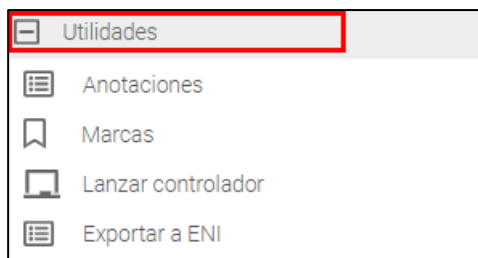 Utilidades
Anotaciones
Marcas
Lanzar controlador
Exportar a ENI